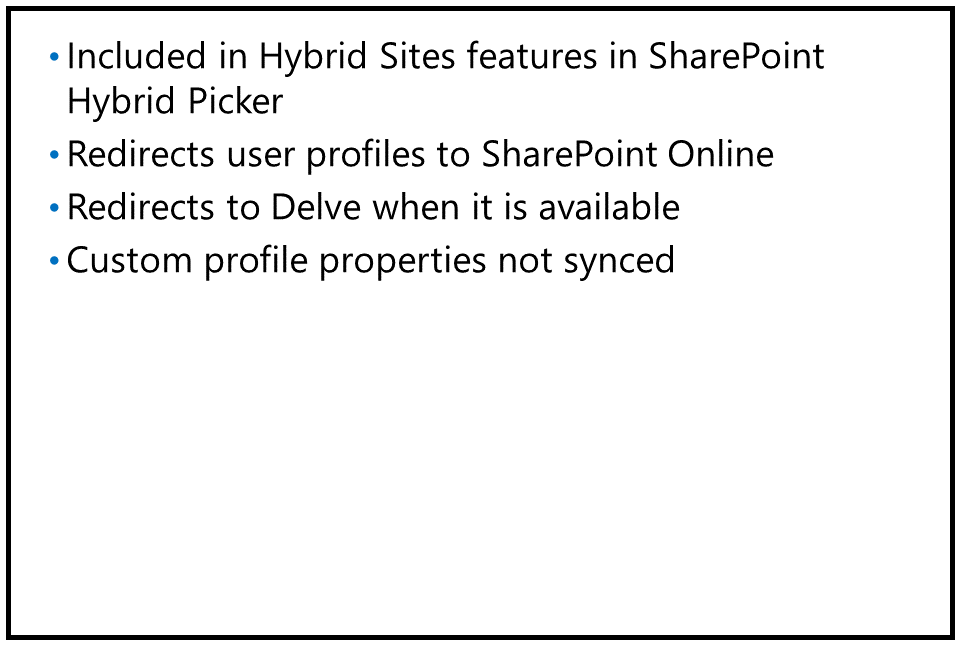 • Included in Hybrid Sites features in SharePoint
Hybrid Picker
• Redirects user profiles to SharePoint Online
• Redirects to Delve when it is available
• Custom profile properties not synced